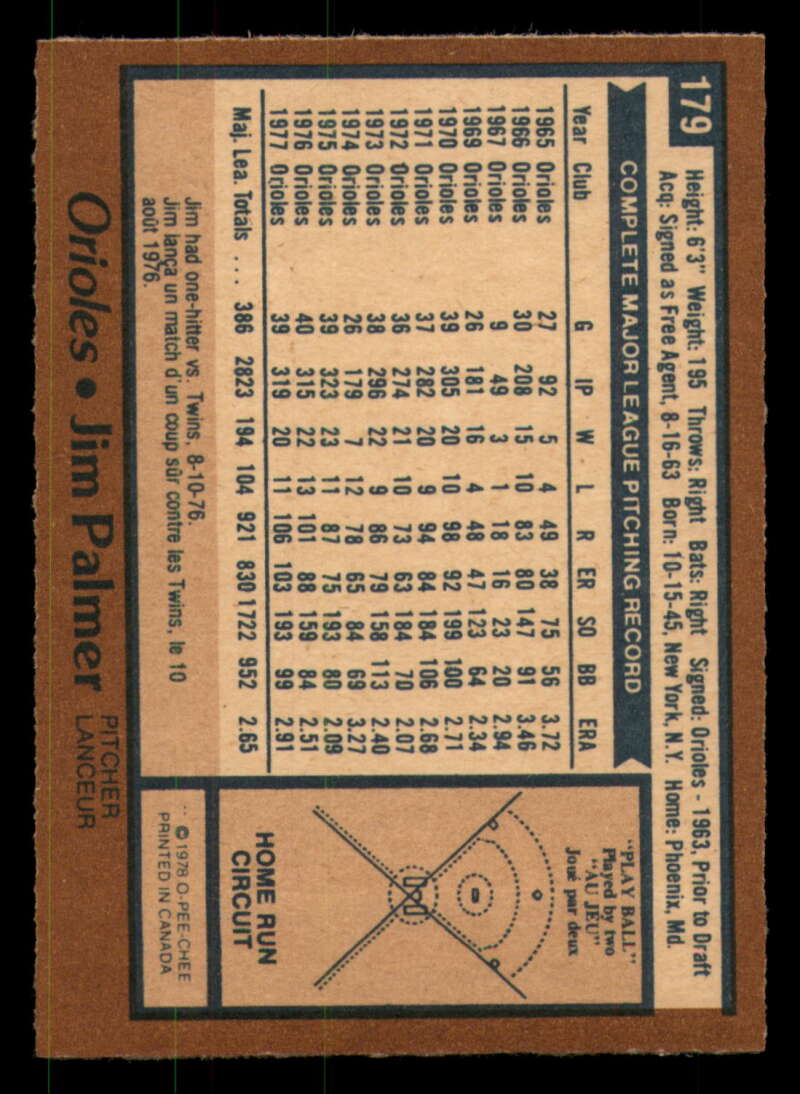 179
Height: 6'3" Weight: 195 Throws: Right Bats: Right Signed: Orioles - 1963, Prior to Draft
Acq: Signed as Free Agent, 8-16-63 Born: 10-15-45, New York, N.Y. Home: Phoenix, Md.
COMPLETE MAJOR LEAGUE PITCHING RECORD
Year Club G IP W L R ER SO BB ERA
1965 Orioles 27 92 5 4 49 38 75 56 3.72
1966 Orioles 30 208 15 10 83 80 147 91 3.46
1967 Orioles 9 49 3 1 18 16 23 20 2.94
1969 Orioles 26 181 16 4 48 47 123 64 2.34
1970 Orioles 39 305 20 10 98 92 199 100 2.71
1971 Orioles 37 282 20 9 94 84 184 106 2.68
1972 Orioles 36 274 21 10 73 63 184 70 2.07
1973 Orioles 38 296 22 9 86 79 158 113 2.40
1974 Orioles 26 179 7 12 78 65 84 69 3.27
1975 Orioles 39 323 23 11 87 75 193 80 2.09
1976 Orioles 40 315 22 13 101 88 159 84 2.51
1977 Orioles 39 319 20 11 106 103 193 99 2.91
Maj. Lea. Totals ... 386 2823 194 104 921 830 1722 952 2.65
Jim had one-hitter vs. Twins, 8-10-76.
Jim lança un match d'un coup sûr contre les Twins, le 10
août 1976.
"PLAY BALL"
Played by two
"AU JEU"
Joué par deux
HOME RUN
CIRCUIT
© 1978 O-PEE-CHEE
PRINTED IN CANADA
Orioles • Jim Palmer
PITCHER
LANCEUR